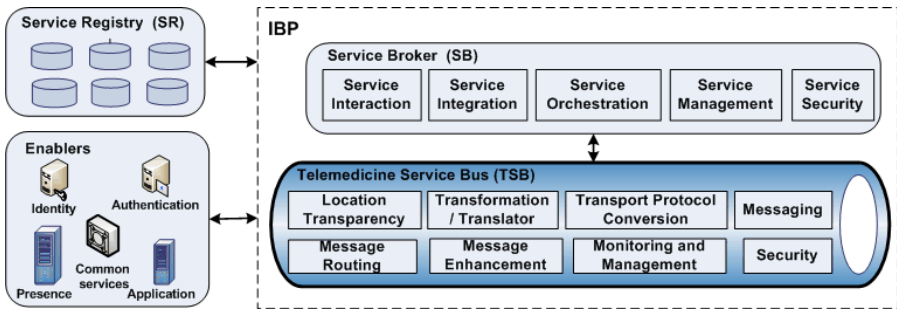 Service Registry (SR)
Enablers
Identity
Authentication
Common
services
Presence
Application
IBP
Service Broker (SB)
Service
Interaction
Service
Integration
Service
Orchestration
Service
Management
Service
Security
Telemedicine Service Bus (TSB)
Location
Transparency
Transformation
/ Translator
Transport Protocol
Conversion
Messaging
Message
Routing
Message
Enhancement
Monitoring and
Management
Security